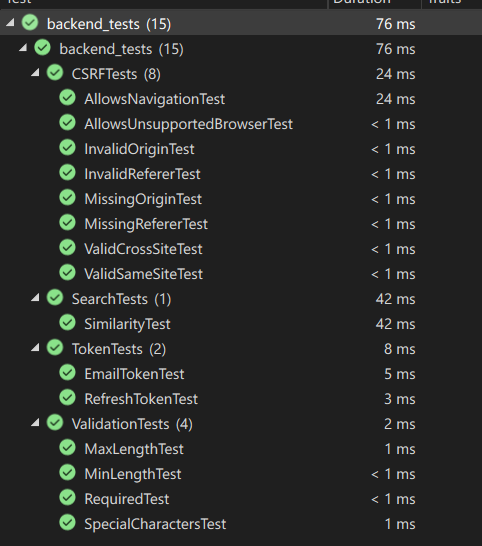 Test Duration Traits
backend_tests (15) 76 ms
backend_tests (15) 76 ms
CSRFTests (8) 24 ms
AllowsNavigationTest 24 ms
AllowsUnsupportedBrowserTest < 1 ms
InvalidOriginTest < 1 ms
InvalidRefererTest < 1 ms
MissingOriginTest < 1 ms
MissingRefererTest < 1 ms
ValidCrossSiteTest < 1 ms
ValidSameSiteTest < 1 ms
SearchTests (1) 42 ms
SimilarityTest 42 ms
TokenTests (2) 8 ms
EmailTokenTest 5 ms
RefreshTokenTest 3 ms
ValidationTests (4) 2 ms
MaxLengthTest 1 ms
MinLengthTest < 1 ms
RequiredTest < 1 ms
SpecialCharactersTest 1 ms